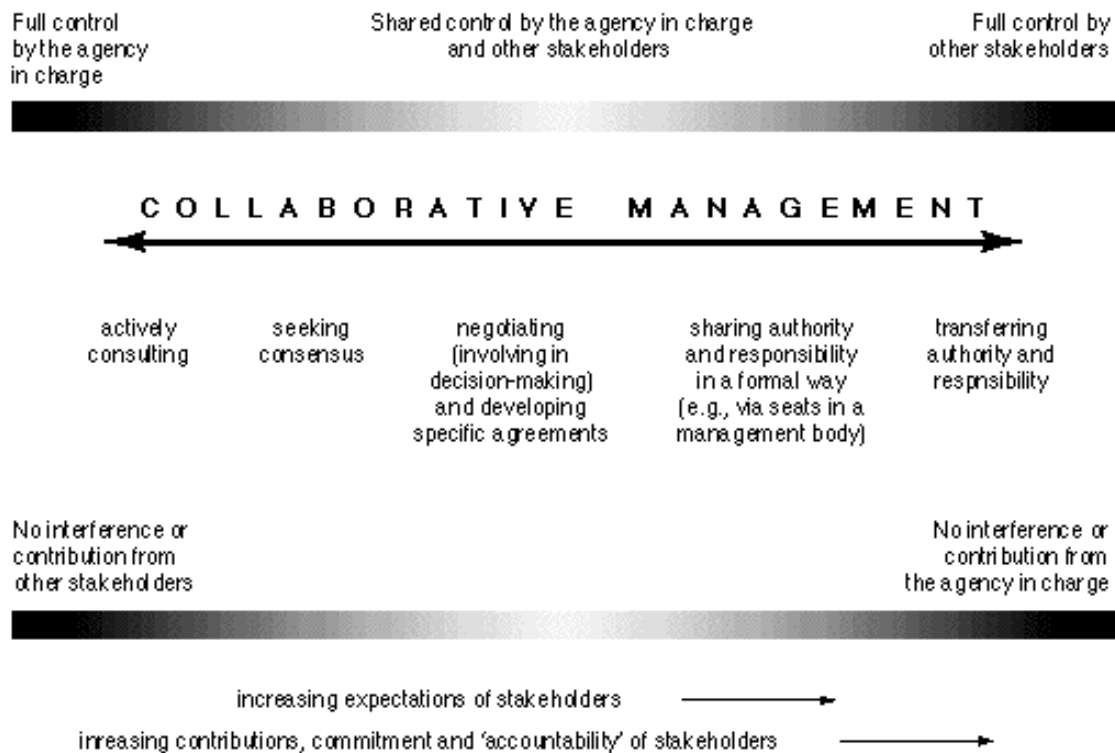 Full control
by the agency
in charge
Shared control by the agency in charge
and other stakeholders
Full control by
other stakeholders
COLLABORATIVE MANAGEMENT
actively
consulting
seeking
consensus
negotiating
(involving in
decision-making)
and developing
specific agreements
sharing authority
and responsibility
in a formal way
(e.g., via seats in a
management body)
transferring
authority and
respnsibility
No interference or
contribution from
other stakeholders
No interference or
contribution from
the agency in charge
increasing expectations of stakeholders
inreasing contributions, commitment and 'accountability' of stakeholders